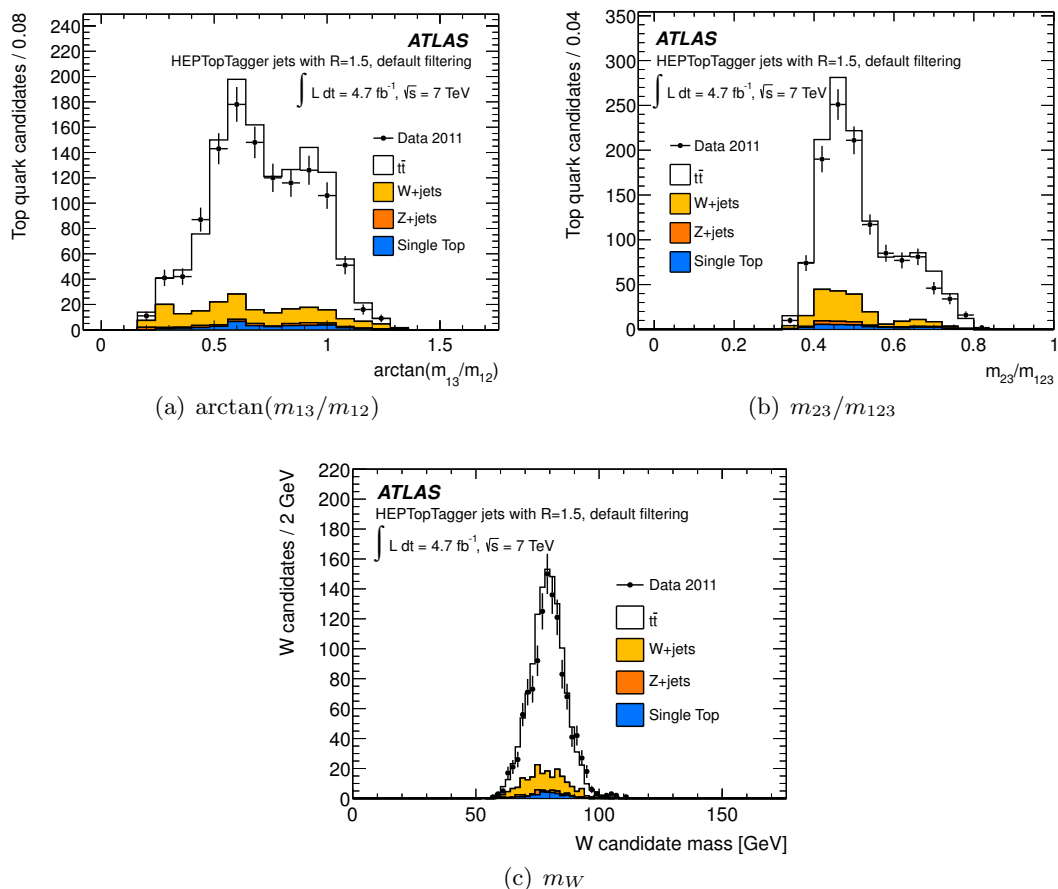 Top quark candidates / 0.08
240
220
200
180
160
140
120
100
80
60
40
20
0
ATLAS
HEPTopTagger jets with R=1.5, default filtering
∫ L dt = 4.7 fb⁻¹, √s = 7 TeV
Data 2011
tt̄
W+jets
Z+jets
Single Top
0 0.5 1 1.5
arctan(m₁₃/m₁₂)
(a) arctan(m₁₃/m₁₂)
Top quark candidates / 0.04
350
300
250
200
150
100
50
0
ATLAS
HEPTopTagger jets with R=1.5, default filtering
∫ L dt = 4.7 fb⁻¹, √s = 7 TeV
Data 2011
tt̄
W+jets
Z+jets
Single Top
0 0.2 0.4 0.6 0.8 1
m₂₃/m₁₂₃
(b) m₂₃/m₁₂₃
W candidates / 2 GeV
220
200
180
160
140
120
100
80
60
40
20
0
ATLAS
HEPTopTagger jets with R=1.5, default filtering
∫ L dt = 4.7 fb⁻¹, √s = 7 TeV
Data 2011
tt̄
W+jets
Z+jets
Single Top
0 50 100 150
W candidate mass [GeV]
(c) m_W